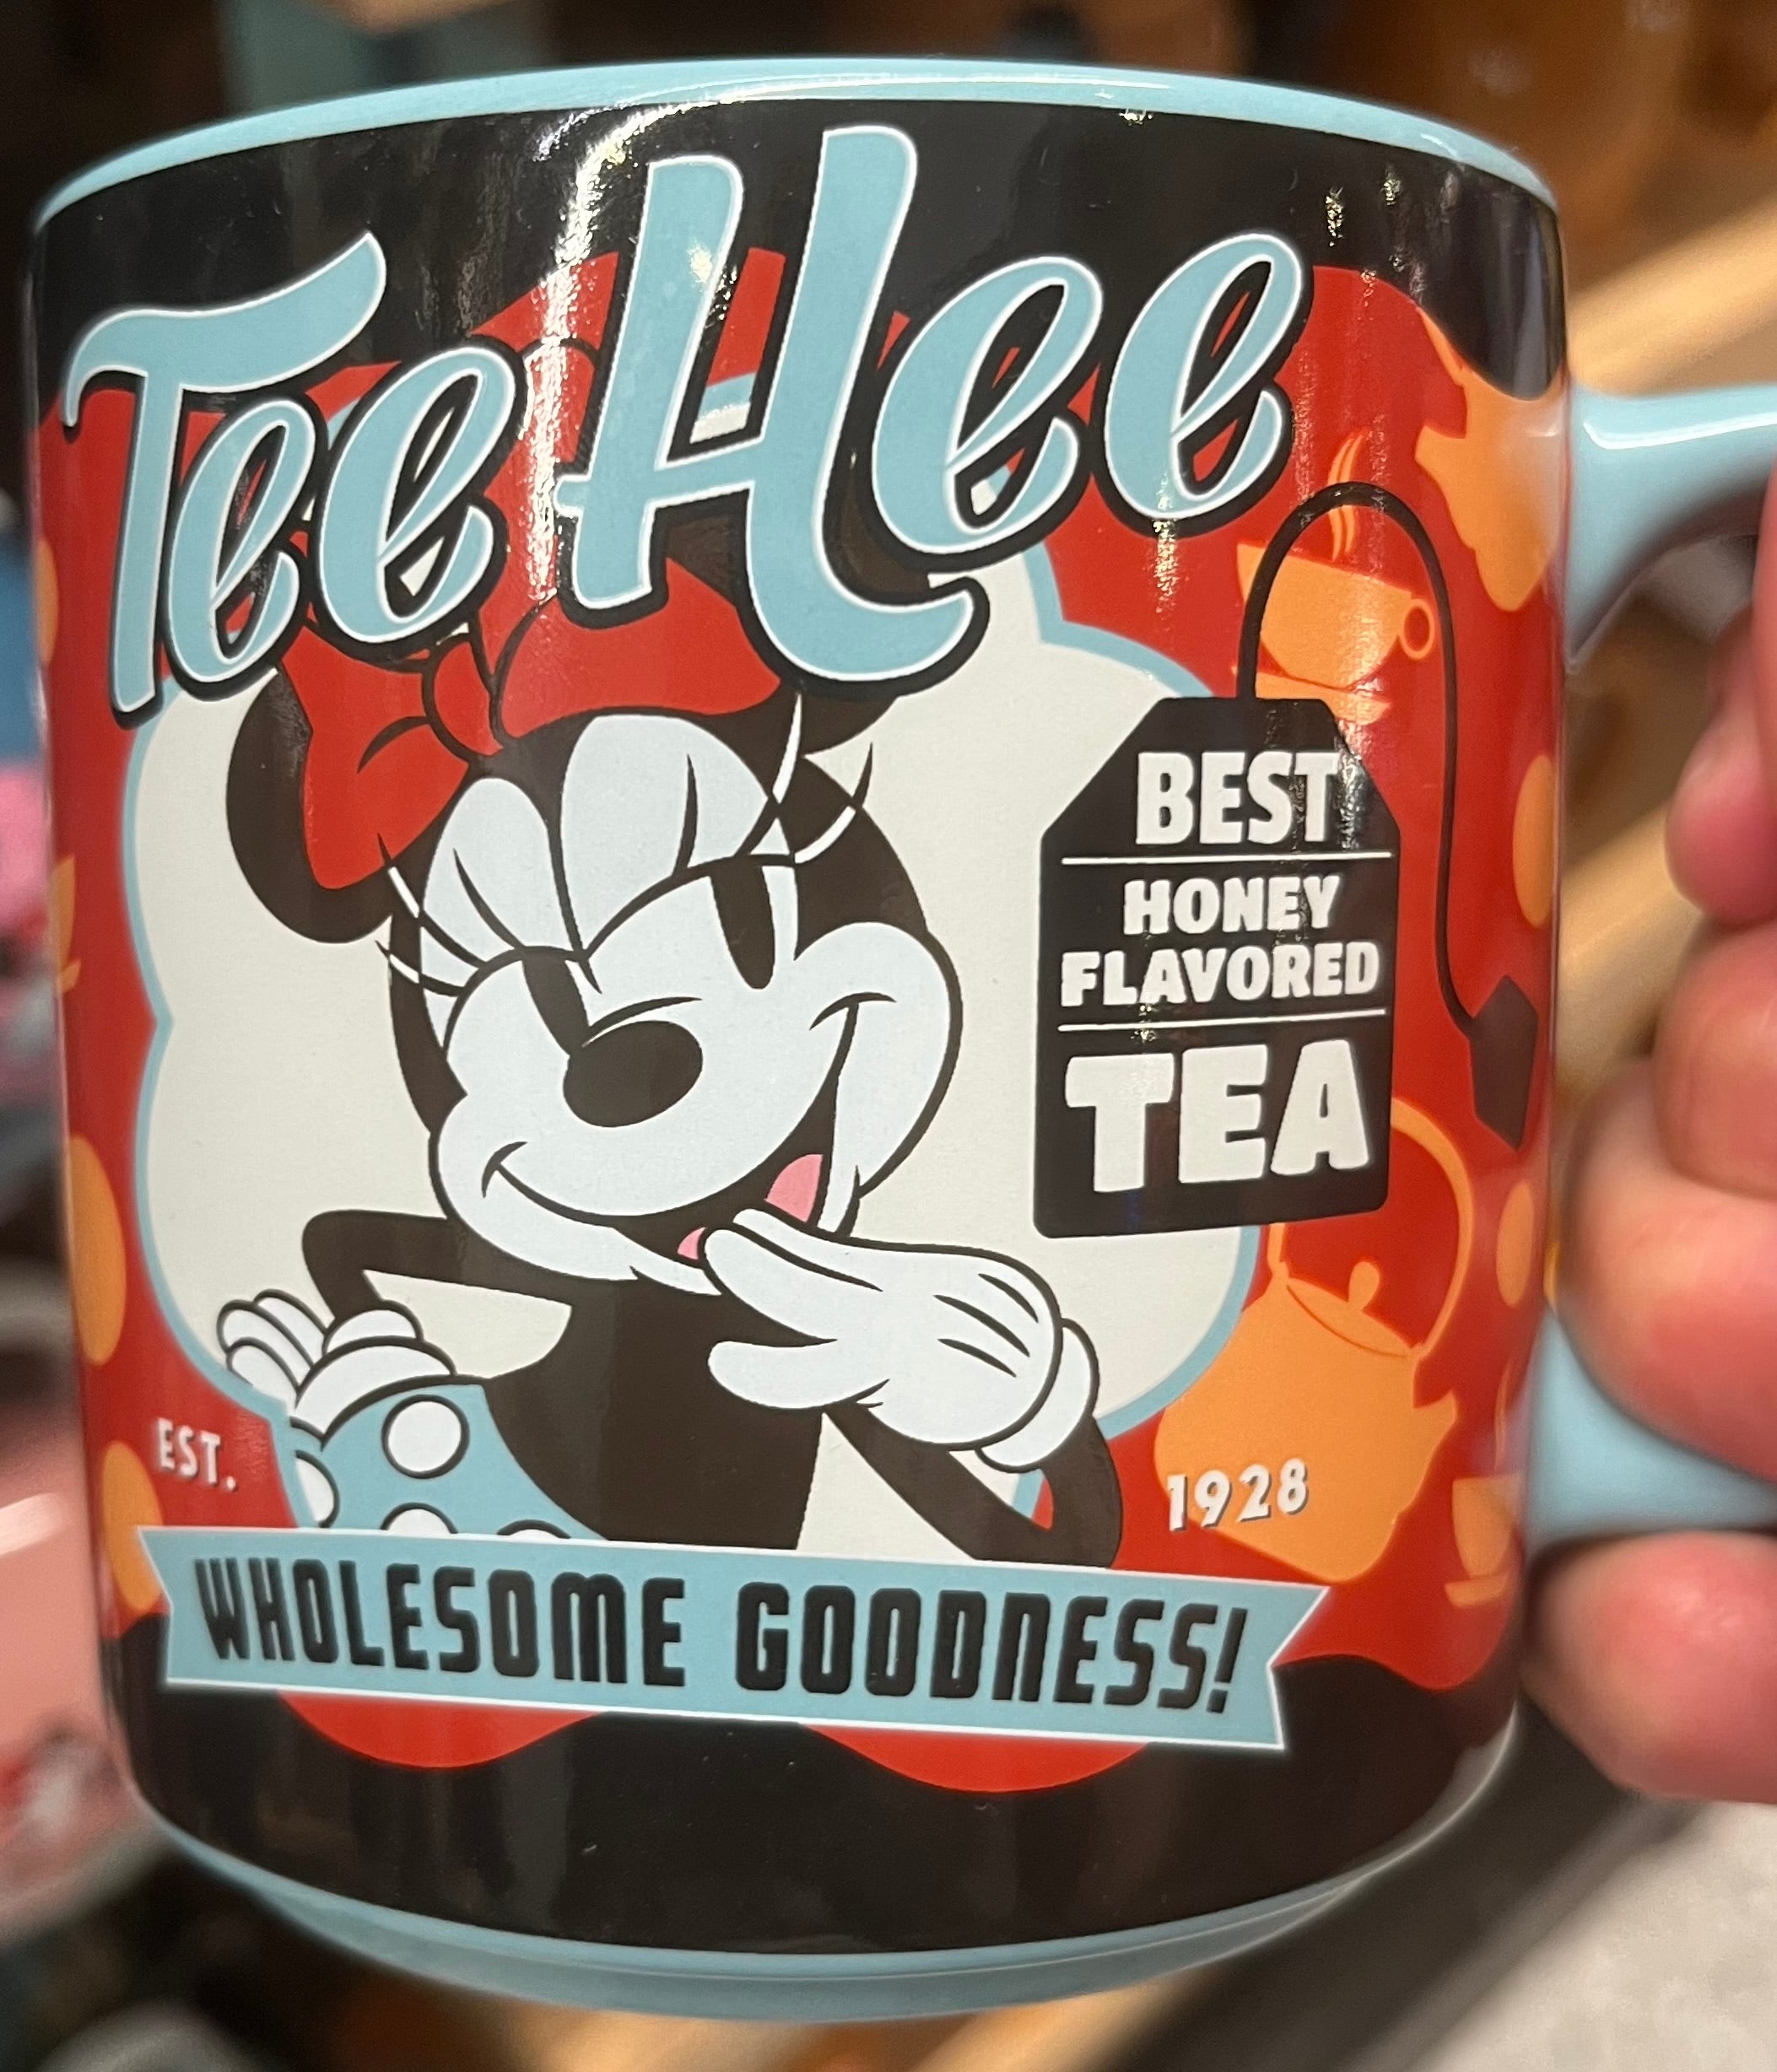 Tee Hee
BEST
HONEY
FLAVORED
TEA
EST. 1928
WHOLESOME GOODNESS!